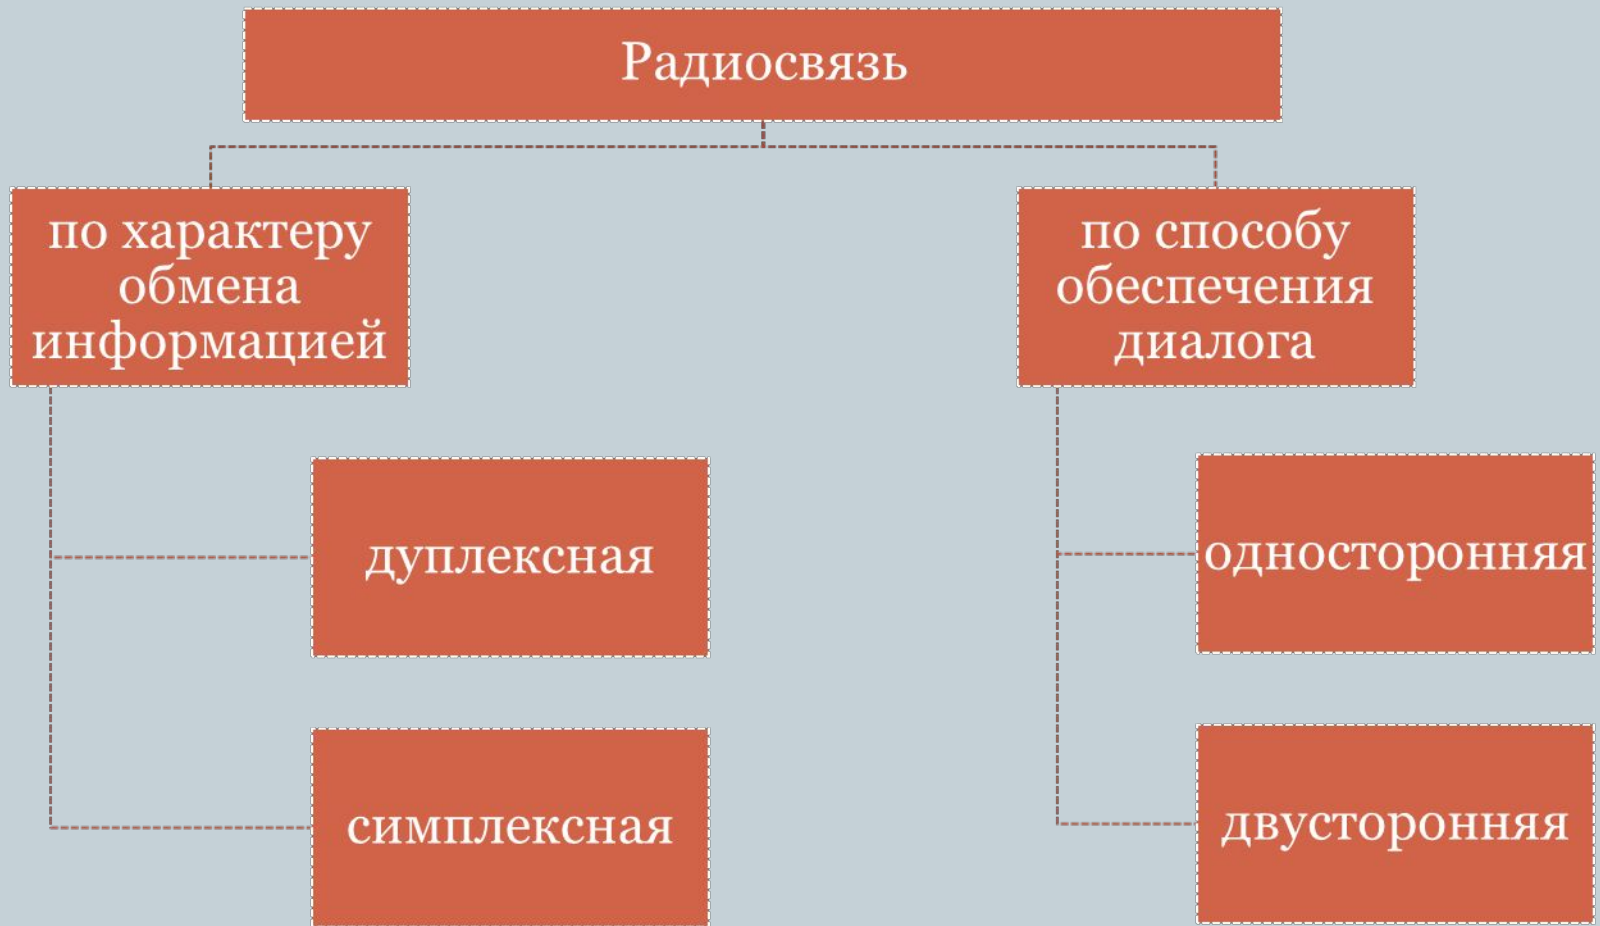 Радиосвязь
по характеру
обмена
информацией
дуплексная
симплексная
по способу
обеспечения
диалога
односторонняя
двусторонняя